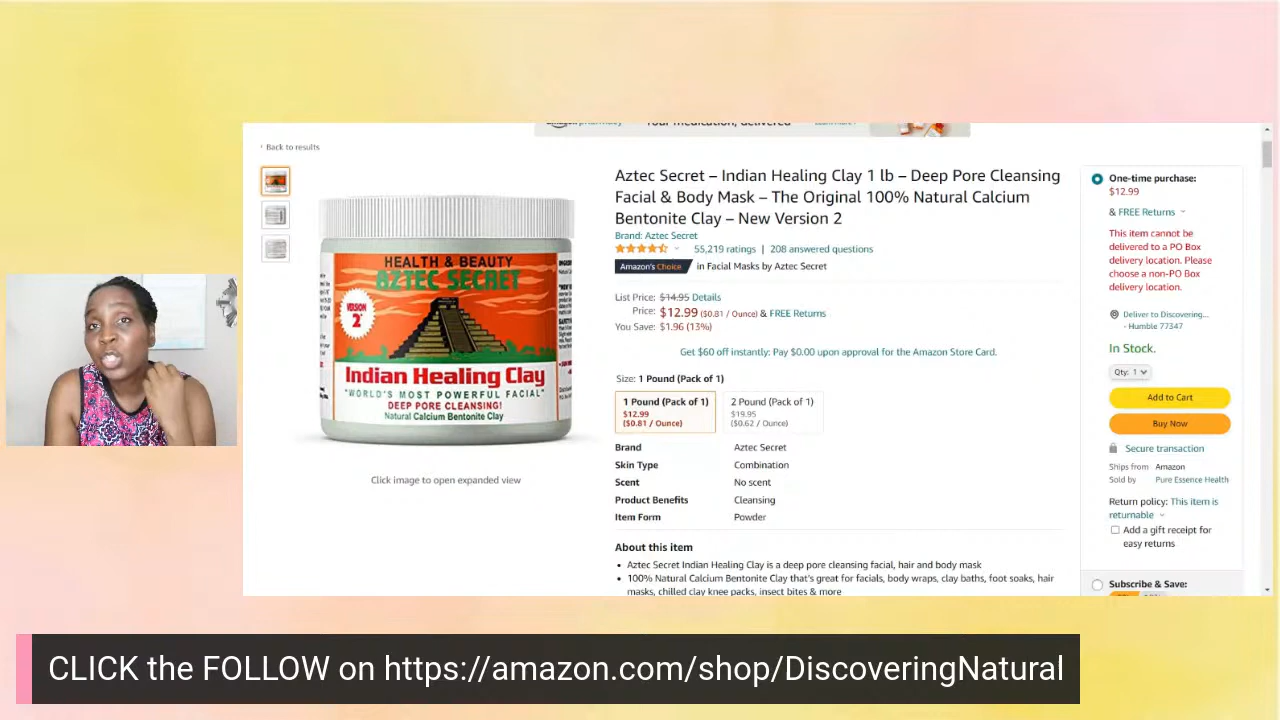 Your medication, delivered
‹ Back to results
HEALTH & BEAUTY
AZTEC SECRET
VERSION
2
Indian Healing Clay
"WORLD'S MOST POWERFUL FACIAL"
DEEP PORE CLEANSING!
Natural Calcium Bentonite Clay
Click image to open expanded view
Aztec Secret – Indian Healing Clay 1 lb – Deep Pore Cleansing
Facial & Body Mask – The Original 100% Natural Calcium
Bentonite Clay – New Version 2
Brand: Aztec Secret
55,219 ratings | 208 answered questions
Amazon's Choice in Facial Masks by Aztec Secret
List Price: $14.95 Details
Price: $12.99 ($0.81 / Ounce) & FREE Returns
You Save: $1.96 (13%)
Get $60 off instantly: Pay $0.00 upon approval for the Amazon Store Card.
Size: 1 Pound (Pack of 1)
1 Pound (Pack of 1)
$12.99
($0.81 / Ounce)
2 Pound (Pack of 1)
$19.95
($0.62 / Ounce)
Brand Aztec Secret
Skin Type Combination
Scent No scent
Product Benefits Cleansing
Item Form Powder
About this item
• Aztec Secret Indian Healing Clay is a deep pore cleansing facial, hair and body mask
• 100% Natural Calcium Bentonite Clay that's great for facials, body wraps, clay baths, foot soaks, hair
masks, chilled clay knee packs, insect bites & more
One-time purchase:
$12.99
& FREE Returns
This item cannot be
delivered to a PO Box
delivery location. Please
choose a non-PO Box
delivery location.
Deliver to Discovering...
- Humble 77347
In Stock.
Qty: 1
Add to Cart
Buy Now
Secure transaction
Ships from Amazon
Sold by Pure Essence Health
Return policy: This item is
returnable
Add a gift receipt for
easy returns
Subscribe & Save:
CLICK the FOLLOW on https://amazon.com/shop/DiscoveringNatural